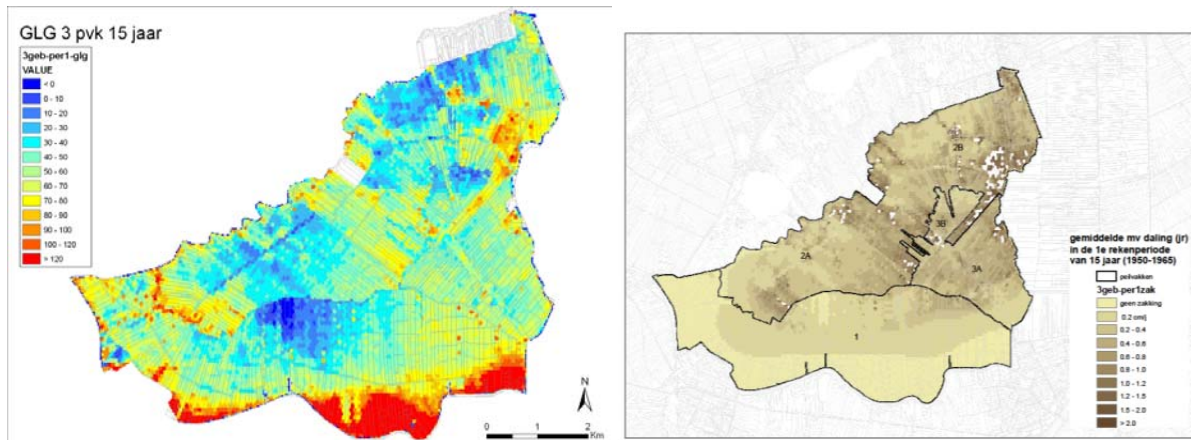 GLG 3 pvk 15 jaar
3geb-per1-glg
VALUE
< 0
0 - 10
10 - 20
20 - 30
30 - 40
40 - 50
50 - 60
60 - 70
70 - 80
80 - 90
90 - 100
100 - 120
> 120
N
0 1 2
Km
2B
3B
2A
3A
1
gemiddelde mv daling (jr)
in de 1e rekenperiode
van 15 jaar (1950-1965)
peilvakken
3geb-per1zak
geen zakking
0.2 cm/j
0.2 - 0.4
0.4 - 0.6
0.6 - 0.8
0.8 - 1.0
1.0 - 1.2
1.2 - 1.5
1.5 - 2.0
> 2.0